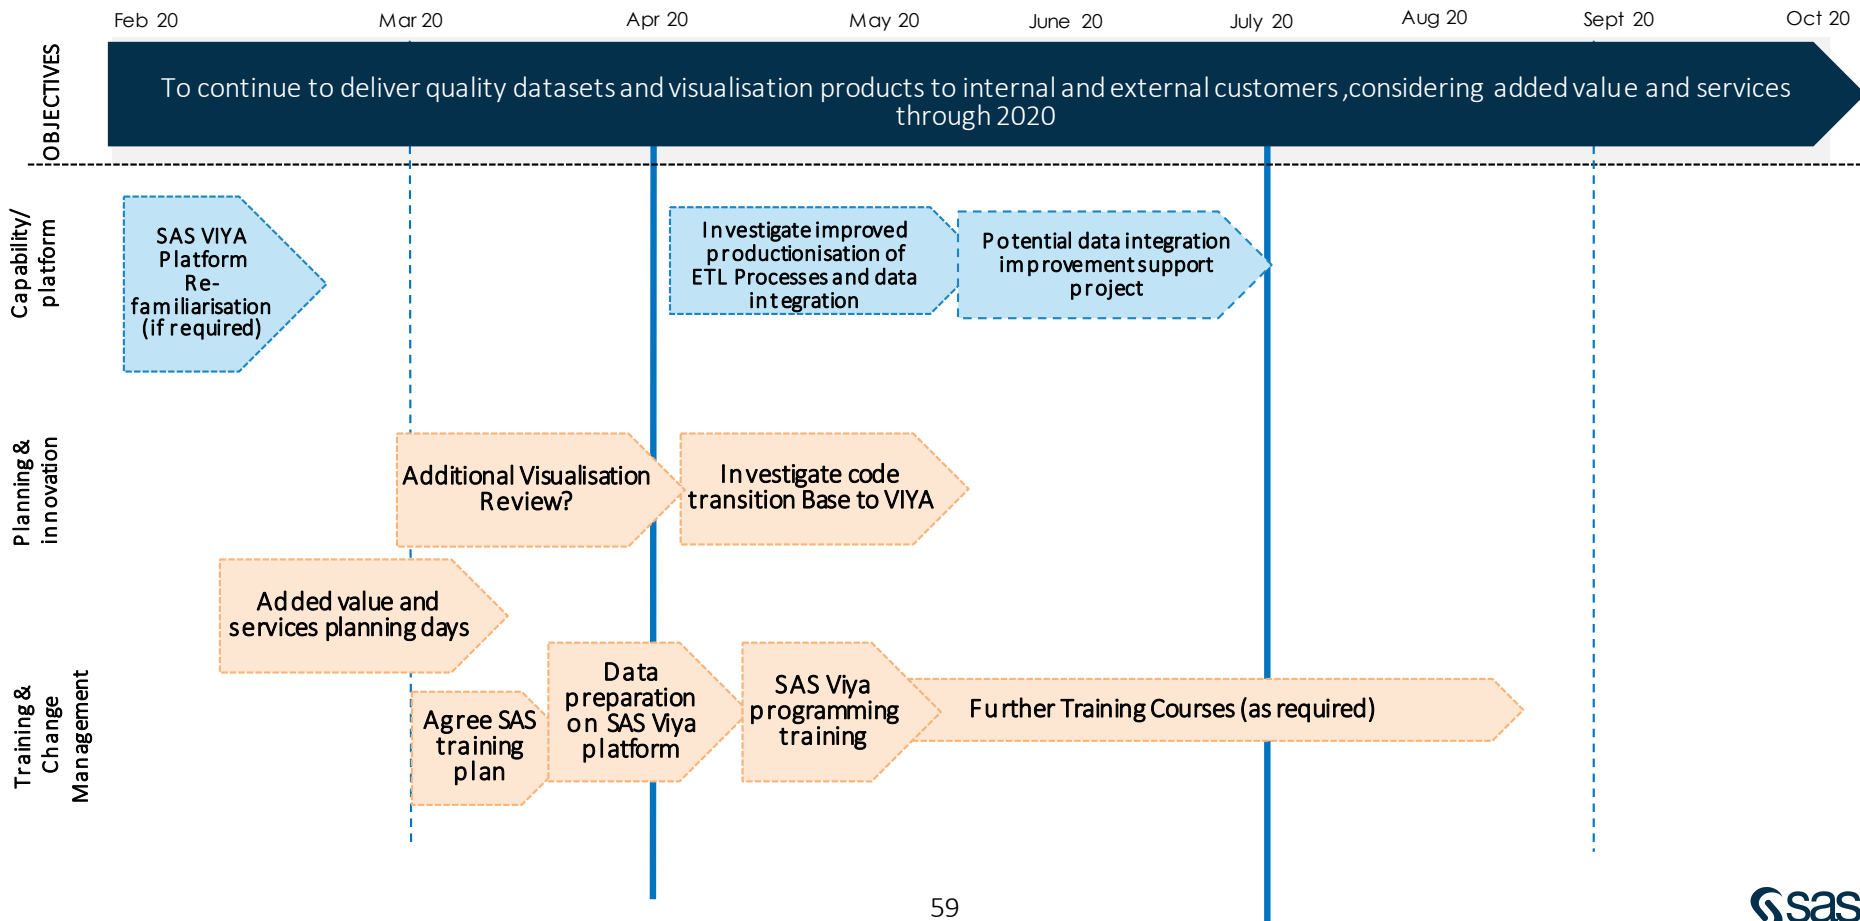 Feb 20 Mar 20 Apr 20 May 20 June 20 July 20 Aug 20 Sept 20 Oct 20
OBJECTIVES
To continue to deliver quality datasets and visualisation products to internal and external customers ,considering added value and services
through 2020
Capability/
platform
SAS VIYA
Platform
Re-
familiarisation
(if required)
Investigate improved
productionisation of
ETL Processes and data
integration
Potential data integration
improvement support
project
Planning &
innovation
Additional Visualisation
Review?
Investigate code
transition Base to VIYA
Added value and
services planning days
Training &
Change
Management
Agree SAS
training
plan
Data
preparation
on SAS Viya
platform
SAS Viya
programming
training
Further Training Courses (as required)
59
sas